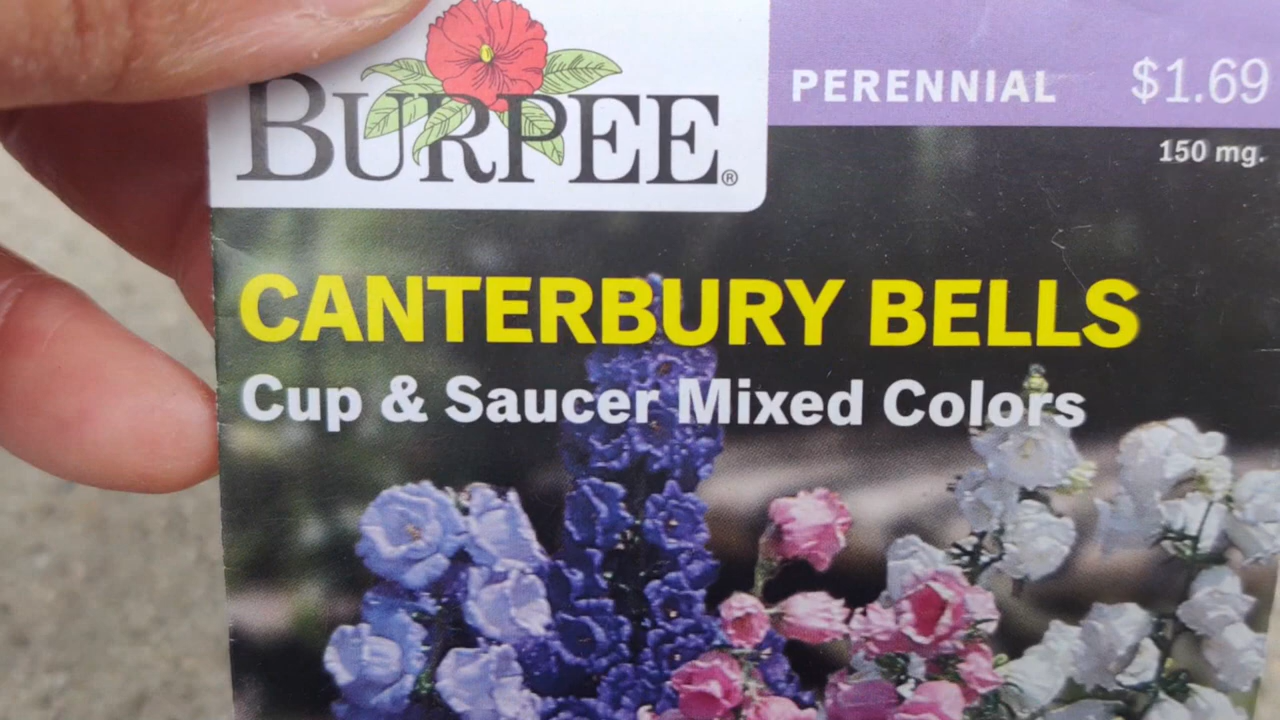 BURPEE®
PERENNIAL $1.69
150 mg.
CANTERBURY BELLS
Cup & Saucer Mixed Colors